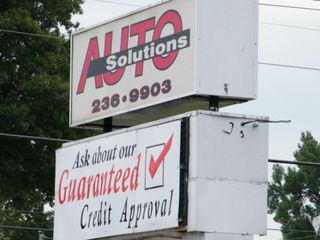 AUTO
Solutions
236•9903
Ask about our
Guaranteed
Credit Approval